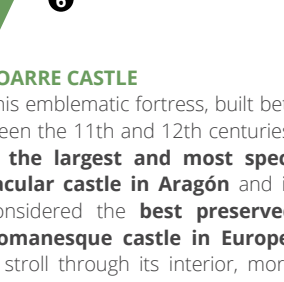 6
OARRE CASTLE
his emblematic fortress, built bet
een the 11th and 12th centuries
the largest and most spec
acular castle in Aragón and i
onsidered the best preserve
omanesque castle in Europe
stroll through its interior, mor